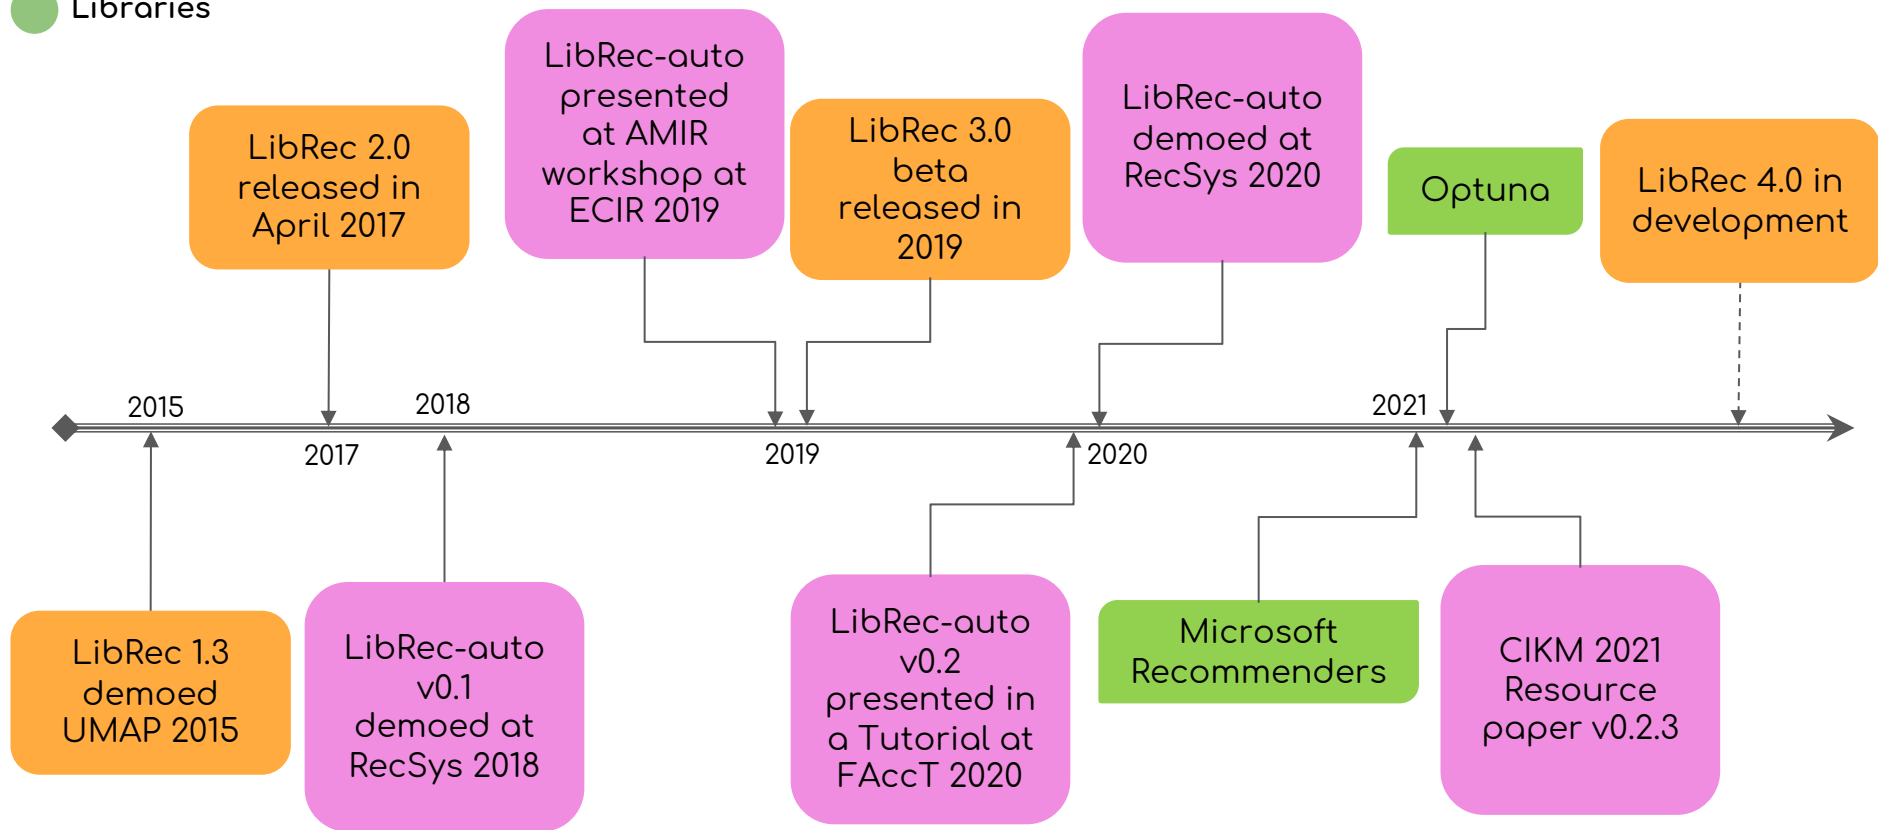 Libraries
LibRec 2.0
released in
April 2017
LibRec-auto
presented
at AMIR
workshop at
ECIR 2019
LibRec 3.0
beta
released in
2019
LibRec-auto
demoed at
RecSys 2020
Optuna
LibRec 4.0 in
development
2015
2018
2021
2017
2019
2020
LibRec 1.3
demoed
UMAP 2015
LibRec-auto
v0.1
demoed at
RecSys 2018
LibRec-auto
v0.2
presented in
a Tutorial at
FAccT 2020
Microsoft
Recommenders
CIKM 2021
Resource
paper v0.2.3